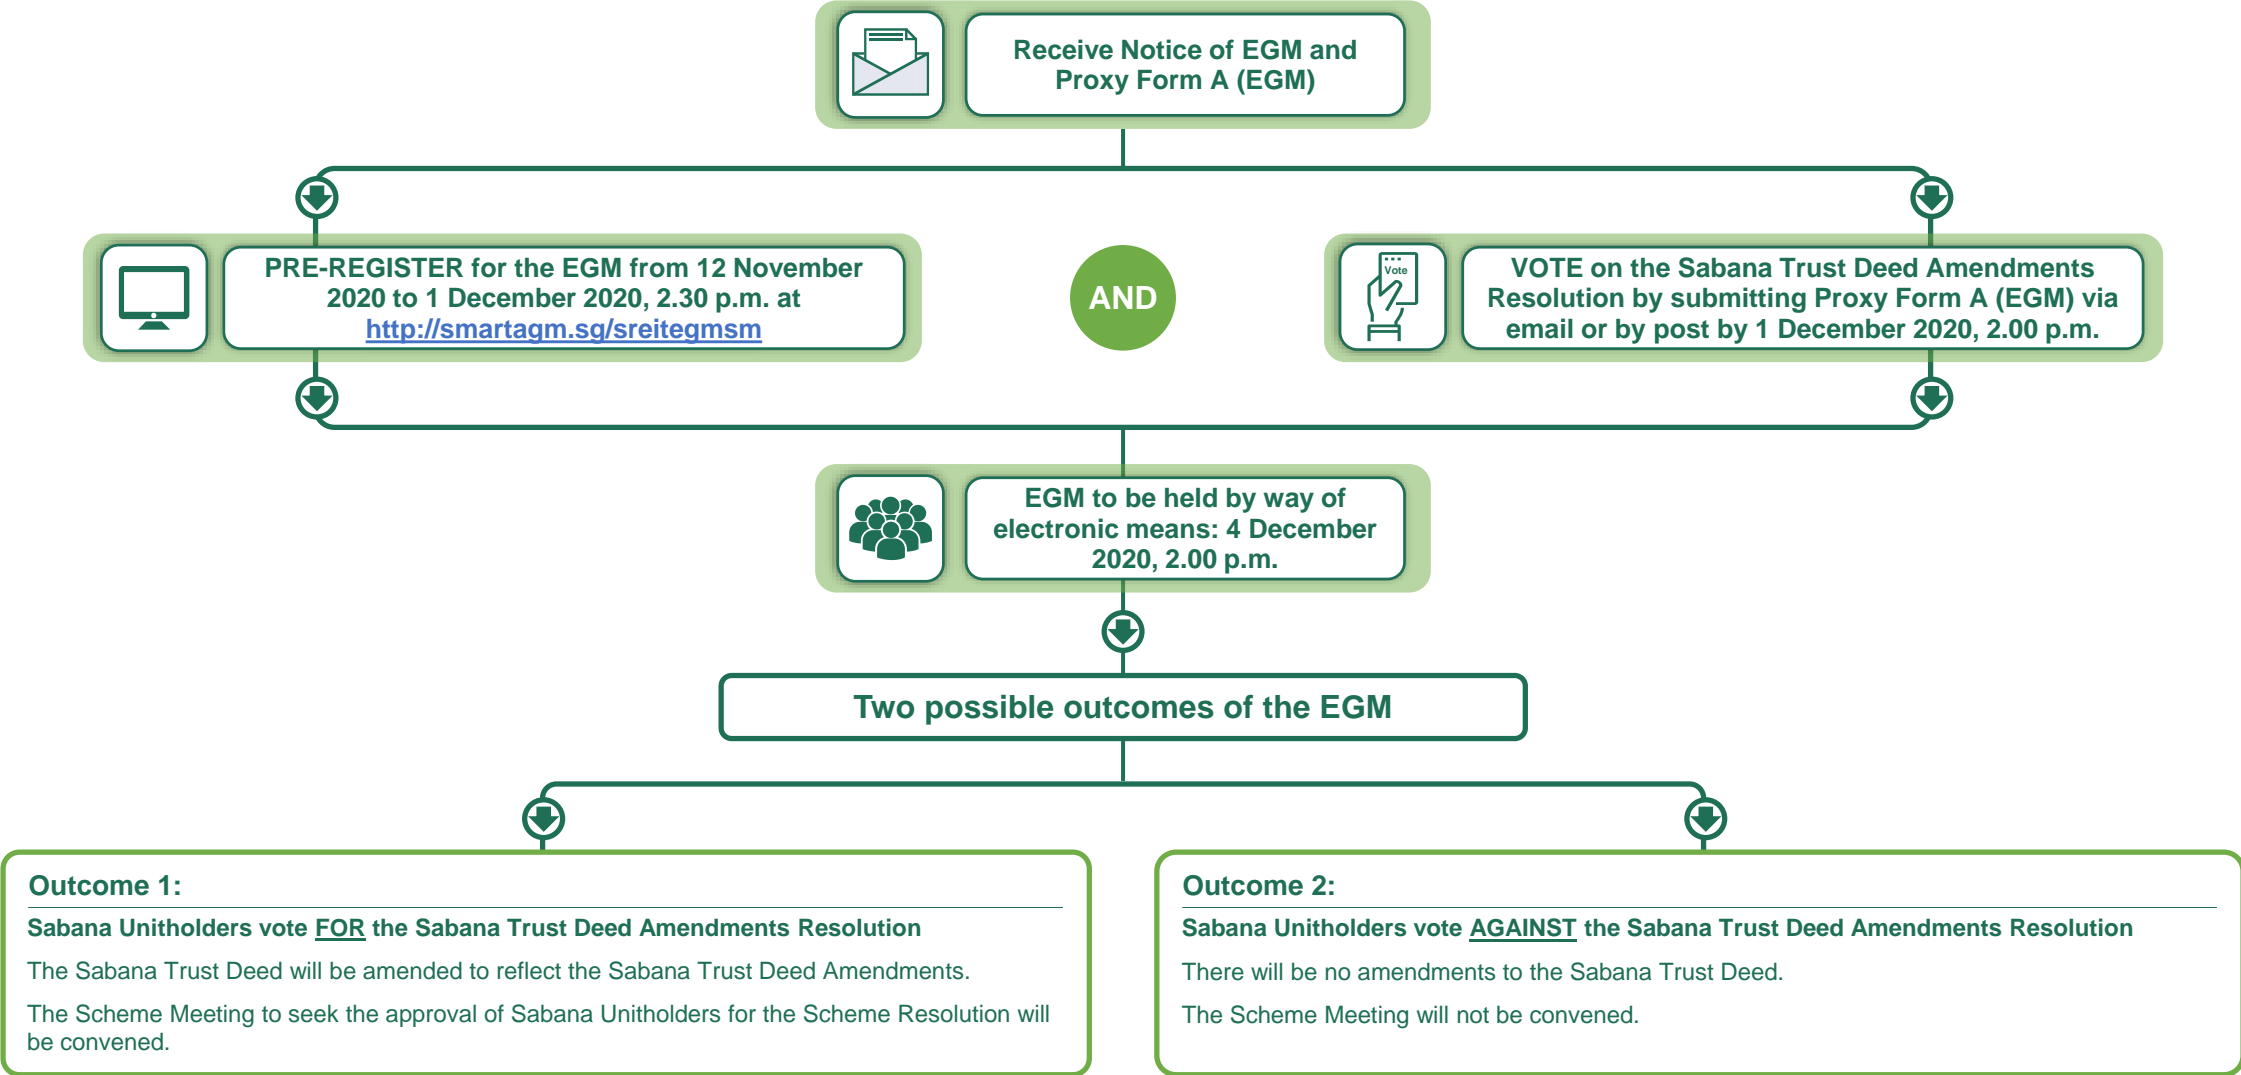 Receive Notice of EGM and
Proxy Form A (EGM)
PRE-REGISTER for the EGM from 12 November
2020 to 1 December 2020, 2.30 p.m. at
http://smartagm.sg/sreitegmsm
AND
Vote
VOTE on the Sabana Trust Deed Amendments
Resolution by submitting Proxy Form A (EGM) via
email or by post by 1 December 2020, 2.00 p.m.
EGM to be held by way of
electronic means: 4 December
2020, 2.00 p.m.
Two possible outcomes of the EGM
Outcome 1:
Sabana Unitholders vote FOR the Sabana Trust Deed Amendments Resolution
The Sabana Trust Deed will be amended to reflect the Sabana Trust Deed Amendments.
The Scheme Meeting to seek the approval of Sabana Unitholders for the Scheme Resolution will
be convened.
Outcome 2:
Sabana Unitholders vote AGAINST the Sabana Trust Deed Amendments Resolution
There will be no amendments to the Sabana Trust Deed.
The Scheme Meeting will not be convened.